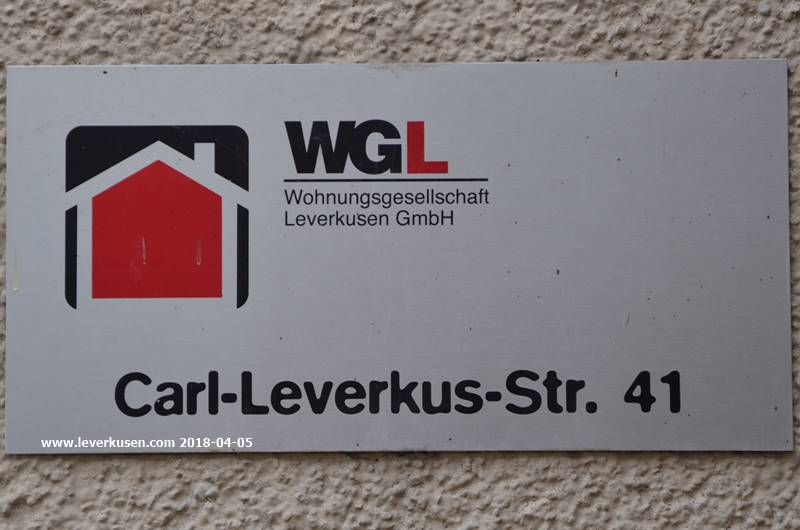 WGL
Wohnungsgesellschaft
Leverkusen GmbH
Carl-Leverkus-Str. 41
www.leverkusen.com 2018-04-05